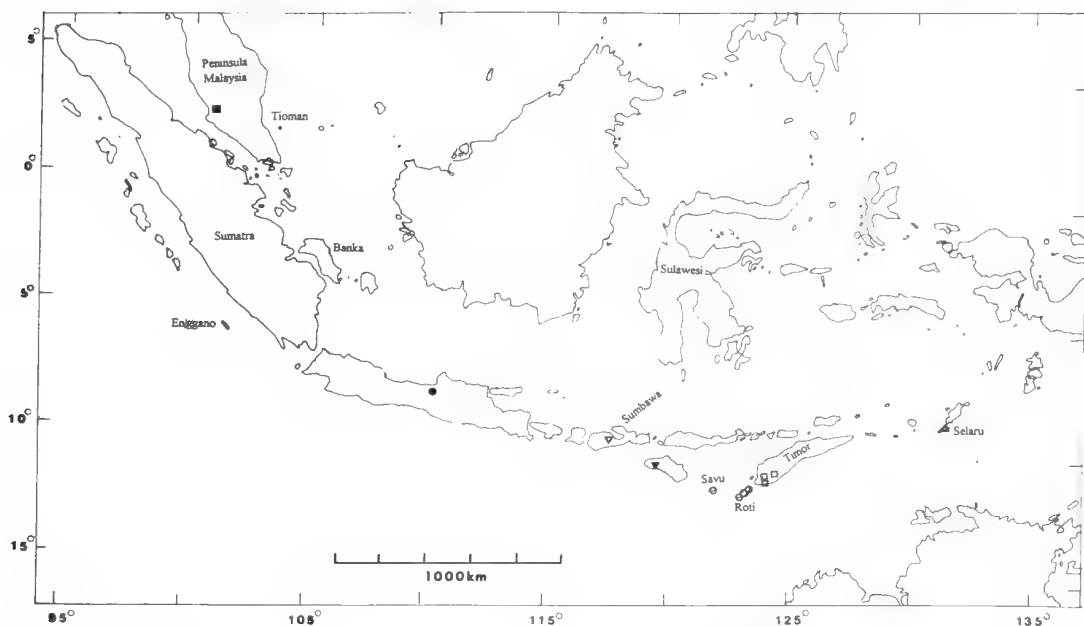 5°
Peninsula
Malaysia
Tioman
0°
Sumatra
Banka
Sulawesi
5°
Eniggano
Sumbawa
10°
Selaru
Timor
Savu
Roti
15°
1000km
95°
105
115°
125°
135°